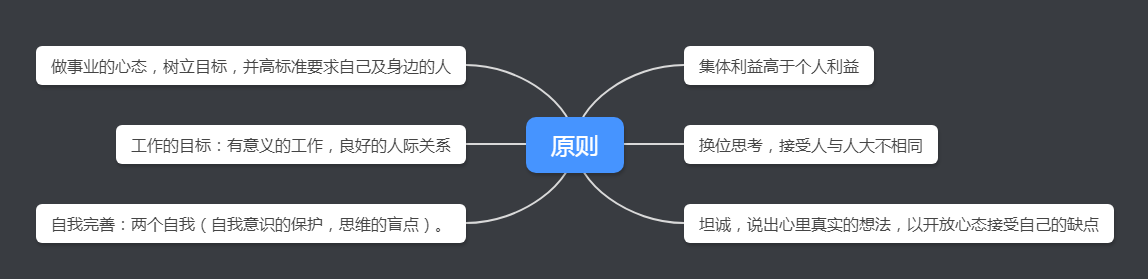 做事业的心态，树立目标，并高标准要求自己及身边的人
集体利益高于个人利益
工作的目标：有意义的工作，良好的人际关系
原则
换位思考，接受人与人大不相同
自我完善：两个自我（自我意识的保护，思维的盲点）。
坦诚，说出心里真实的想法，以开放心态接受自己的缺点